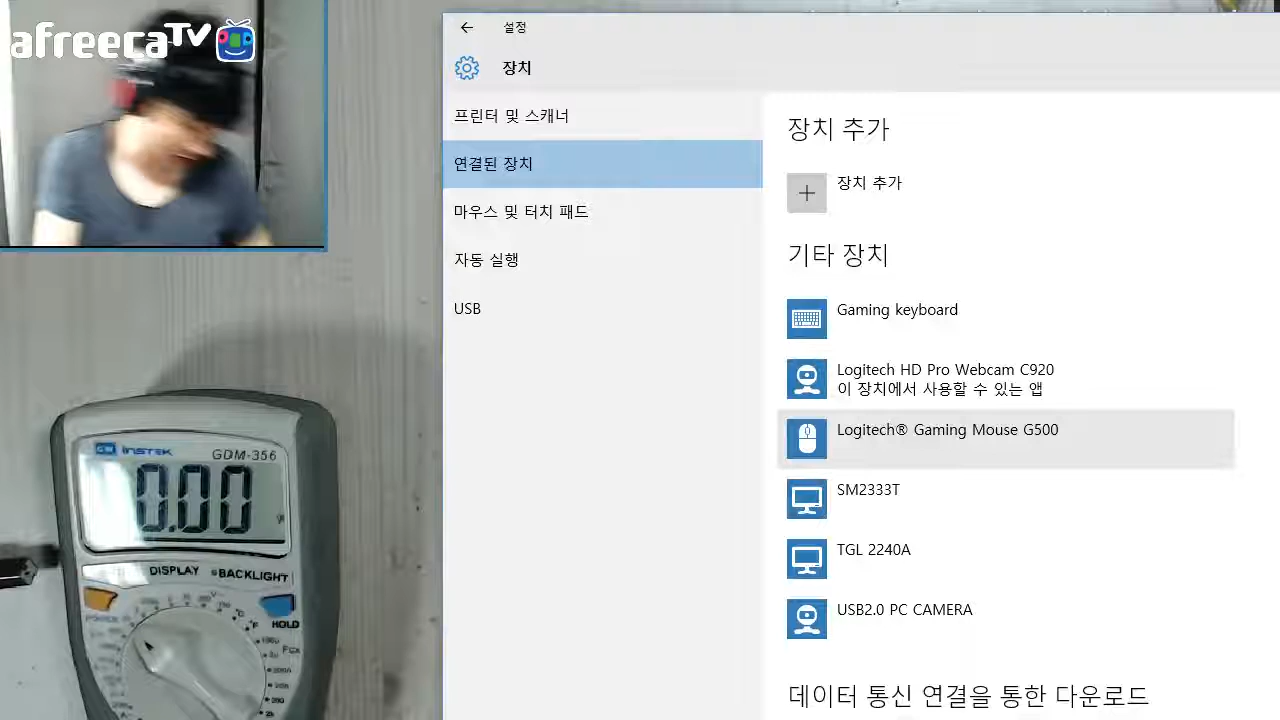 afreecaTV
← 설정
장치
프린터 및 스캐너
연결된 장치
마우스 및 터치 패드
자동 실행
USB
장치 추가
장치 추가
기타 장치
Gaming keyboard
Logitech HD Pro Webcam C920
이 장치에서 사용할 수 있는 앱
Logitech® Gaming Mouse G500
SM2333T
TGL 2240A
USB2.0 PC CAMERA
데이터 통신 연결을 통한 다운로드
GW INSTEK GDM-356
0.00
DISPLAY BACKLIGHT
POWER
HOLD